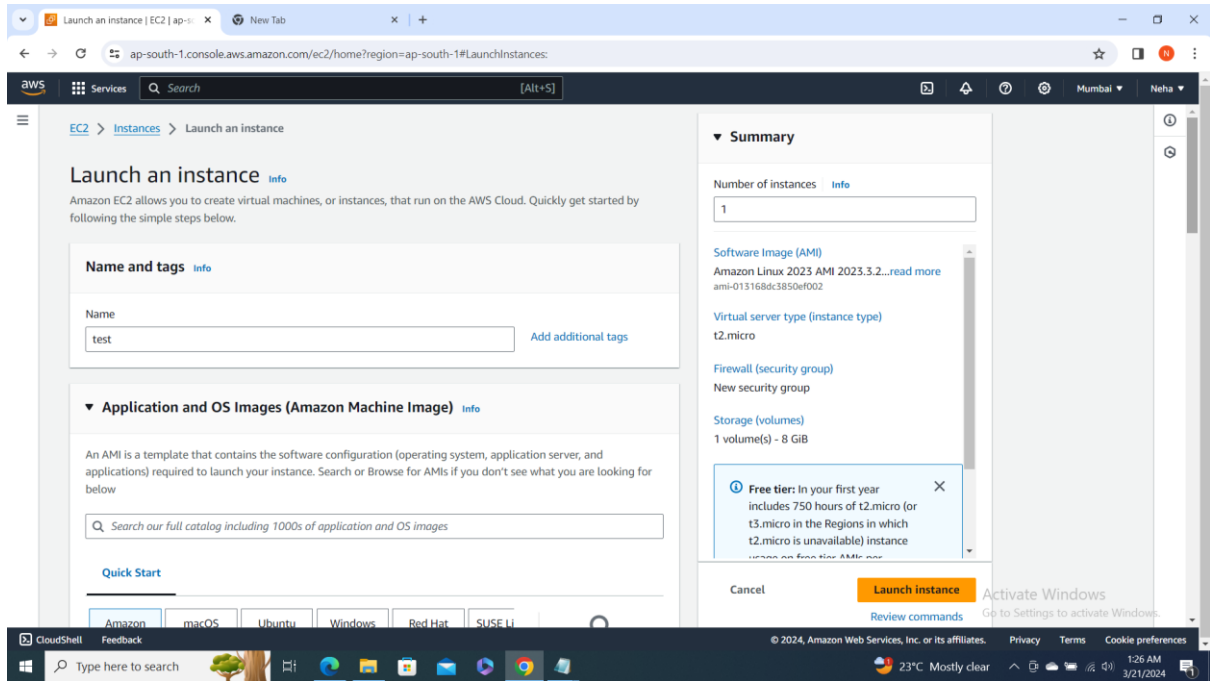 Launch an instance | EC2 | ap-so
New Tab
ap-south-1.console.aws.amazon.com/ec2/home?region=ap-south-1#LaunchInstances:
N
aws
Services
Search
[Alt+S]
Mumbai
Neha
EC2 > Instances > Launch an instance
Launch an instance Info
Amazon EC2 allows you to create virtual machines, or instances, that run on the AWS Cloud. Quickly get started by
following the simple steps below.
Name and tags Info
Name
test
Add additional tags
Application and OS Images (Amazon Machine Image) Info
An AMI is a template that contains the software configuration (operating system, application server, and
applications) required to launch your instance. Search or Browse for AMIs if you don't see what you are looking for
below
Search our full catalog including 1000s of application and OS images
Quick Start
Amazon
macOS
Ubuntu
Windows
Red Hat
SUSE Li
Summary
Number of instances Info
1
Software Image (AMI)
Amazon Linux 2023 AMI 2023.3.2...read more
ami-013168dc3850ef002
Virtual server type (instance type)
t2.micro
Firewall (security group)
New security group
Storage (volumes)
1 volume(s) - 8 GiB
Free tier: In your first year
includes 750 hours of t2.micro (or
t3.micro in the Regions in which
t2.micro is unavailable) instance
usage on free tier AMIs per
Cancel
Launch instance
Review commands
Activate Windows
Go to Settings to activate Windows.
CloudShell
Feedback
© 2024, Amazon Web Services, Inc. or its affiliates.
Privacy
Terms
Cookie preferences
Type here to search
23°C Mostly clear
1:26 AM
3/21/2024